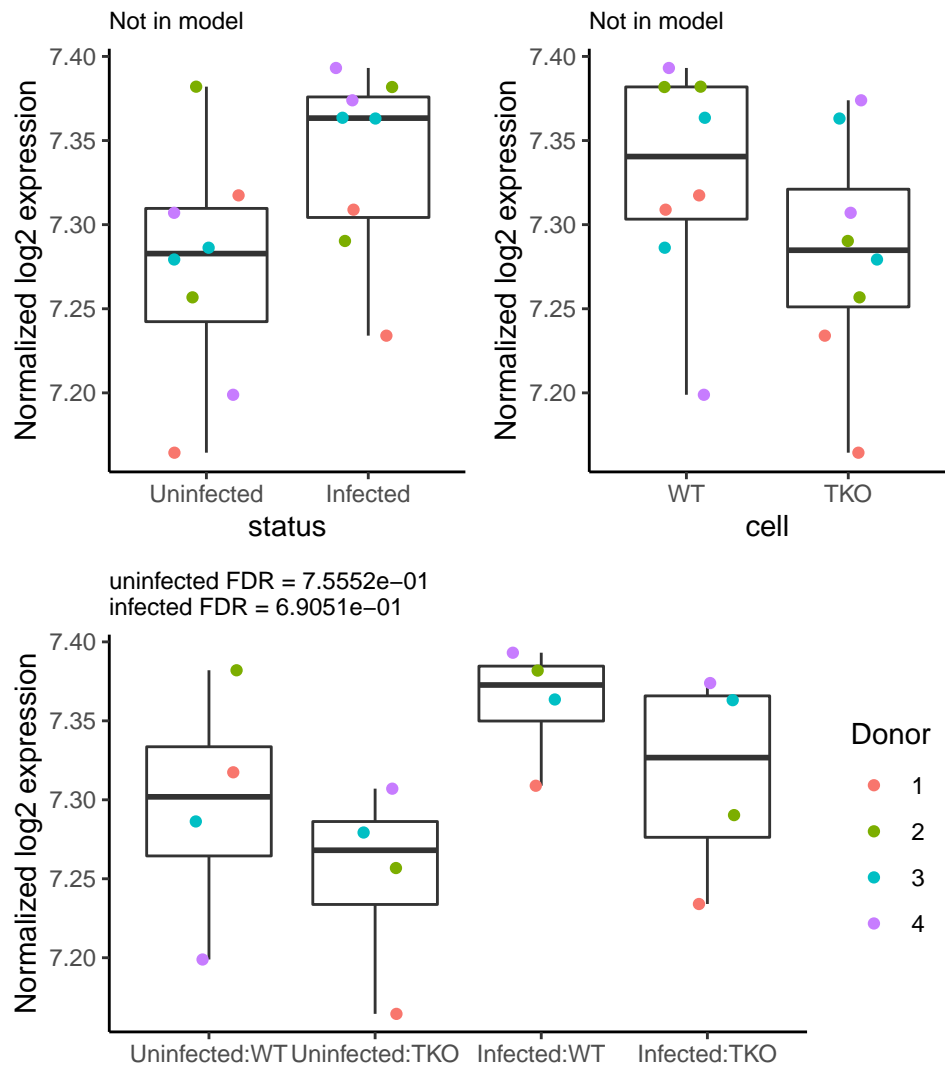 Not in model
Normalized log2 expression
7.40
7.35
7.30
7.25
7.20
Uninfected
Infected
status
Not in model
Normalized log2 expression
7.40
7.35
7.30
7.25
7.20
WT
TKO
cell
uninfected FDR = 7.5552e−01
infected FDR = 6.9051e−01
Normalized log2 expression
7.40
7.35
7.30
7.25
7.20
Uninfected:WT
Uninfected:TKO
Infected:WT
Infected:TKO
Donor
1
2
3
4